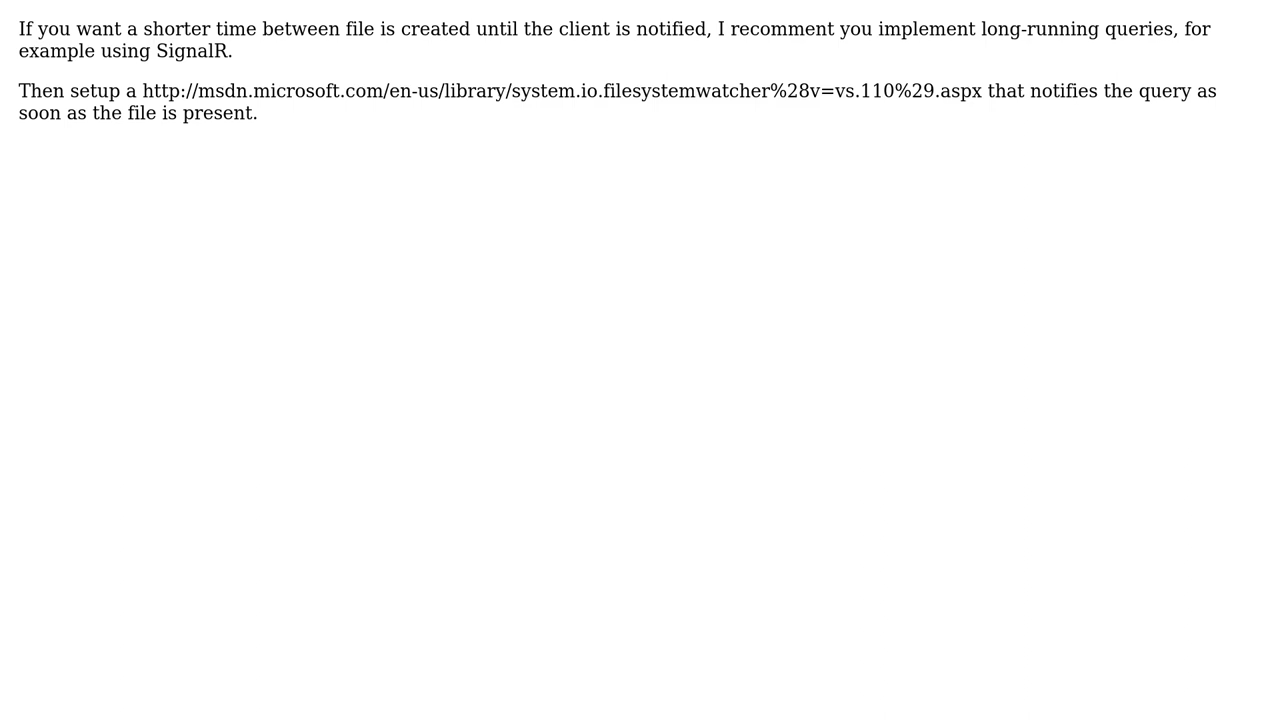 If you want a shorter time between file is created until the client is notified, I recomment you implement long-running queries, for
example using SignalR.
Then setup a http://msdn.microsoft.com/en-us/library/system.io.filesystemwatcher%28v=vs.110%29.aspx that notifies the query as
soon as the file is present.